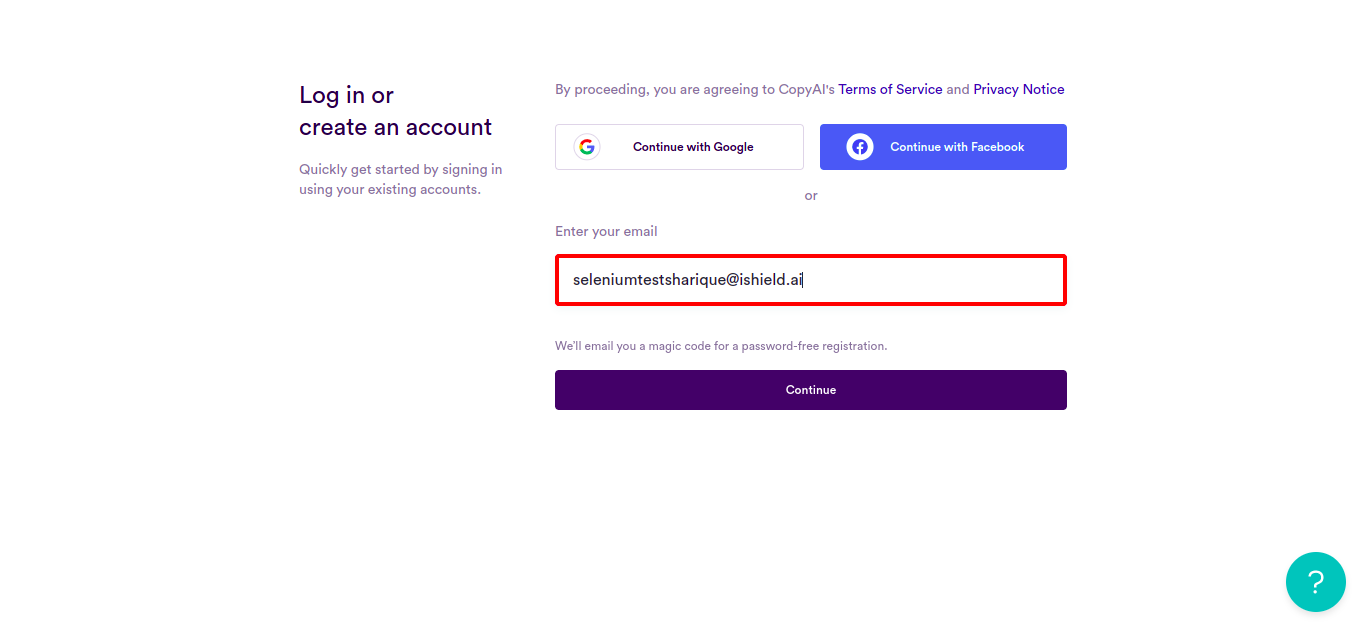 Log in or
create an account
Quickly get started by signing in
using your existing accounts.
By proceeding, you are agreeing to CopyAI's Terms of Service and Privacy Notice
Continue with Google
Continue with Facebook
or
Enter your email
seleniumtestsharique@ishield.ai
We'll email you a magic code for a password-free registration.
Continue
?